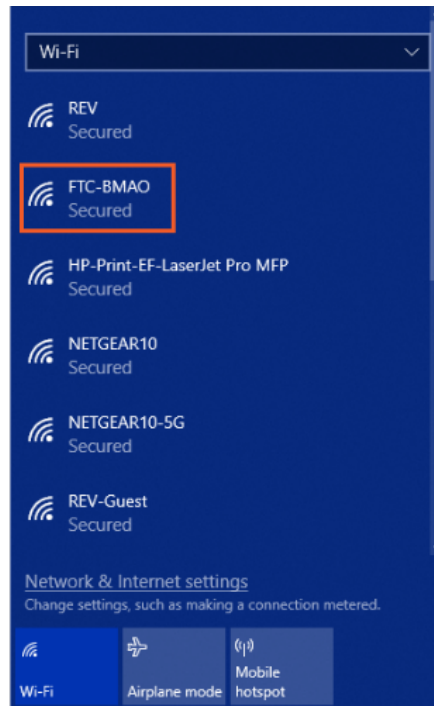 Wi-Fi
REV
Secured
FTC-BMAO
Secured
HP-Print-EF-LaserJet Pro MFP
Secured
NETGEAR10
Secured
NETGEAR10-5G
Secured
REV-Guest
Secured
Network & Internet settings
Change settings, such as making a connection metered.
Wi-Fi
Airplane mode
Mobile
hotspot